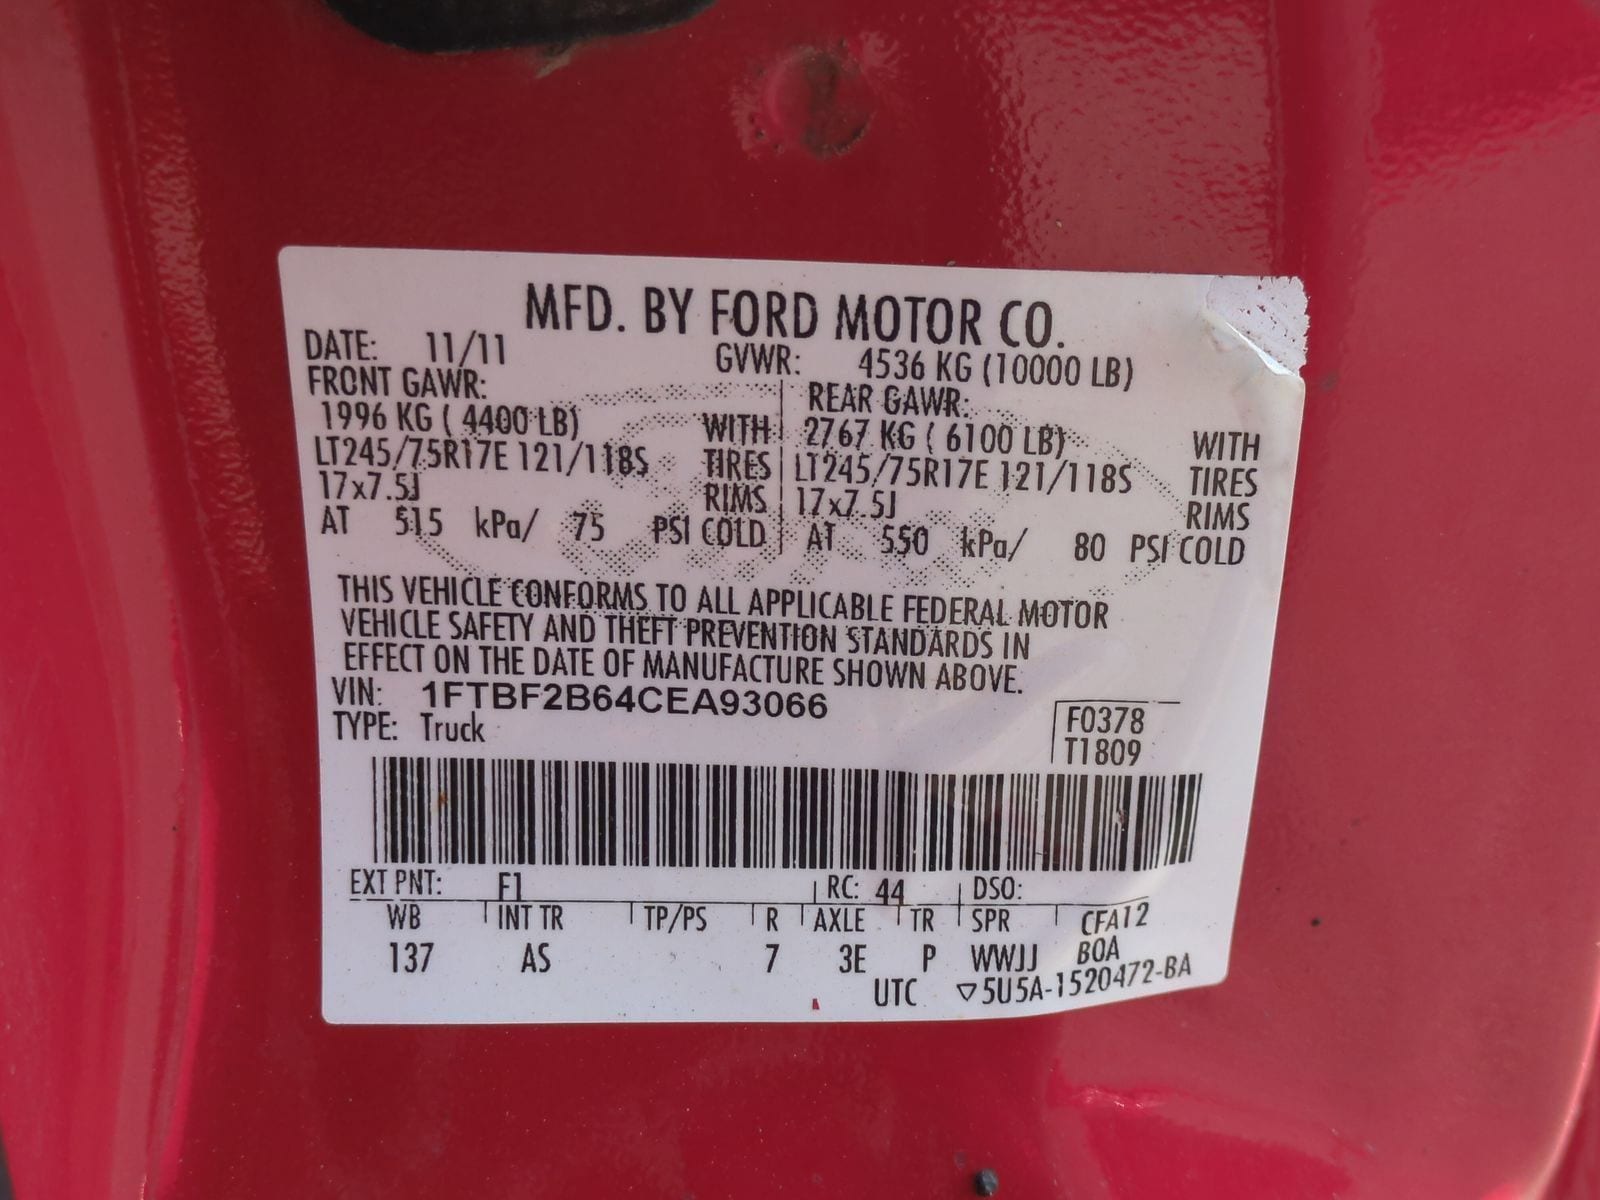 MFD. BY FORD MOTOR CO.
DATE: 11/11 GVWR: 4536 KG (10000 LB)
FRONT GAWR: REAR GAWR:
1996 KG ( 4400 LB) WITH 2767 KG ( 6100 LB) WITH
LT245/75R17E 121/118S TIRES LT245/75R17E 121/118S TIRES
17x7.5J RIMS 17x7.5J RIMS
AT 515 kPa/ 75 PSI COLD AT 550 kPa/ 80 PSI COLD
THIS VEHICLE CONFORMS TO ALL APPLICABLE FEDERAL MOTOR
VEHICLE SAFETY AND THEFT PREVENTION STANDARDS IN
EFFECT ON THE DATE OF MANUFACTURE SHOWN ABOVE.
VIN: 1FTBF2B64CEA93066
TYPE: Truck
F0378
T1809
EXT PNT: F1 RC: 44 DSO:
WB INT TR TP/PS R AXLE TR SPR CFA12
137 AS 7 3E P WWJJ BOA
UTC ▽5U5A-1520472-BA